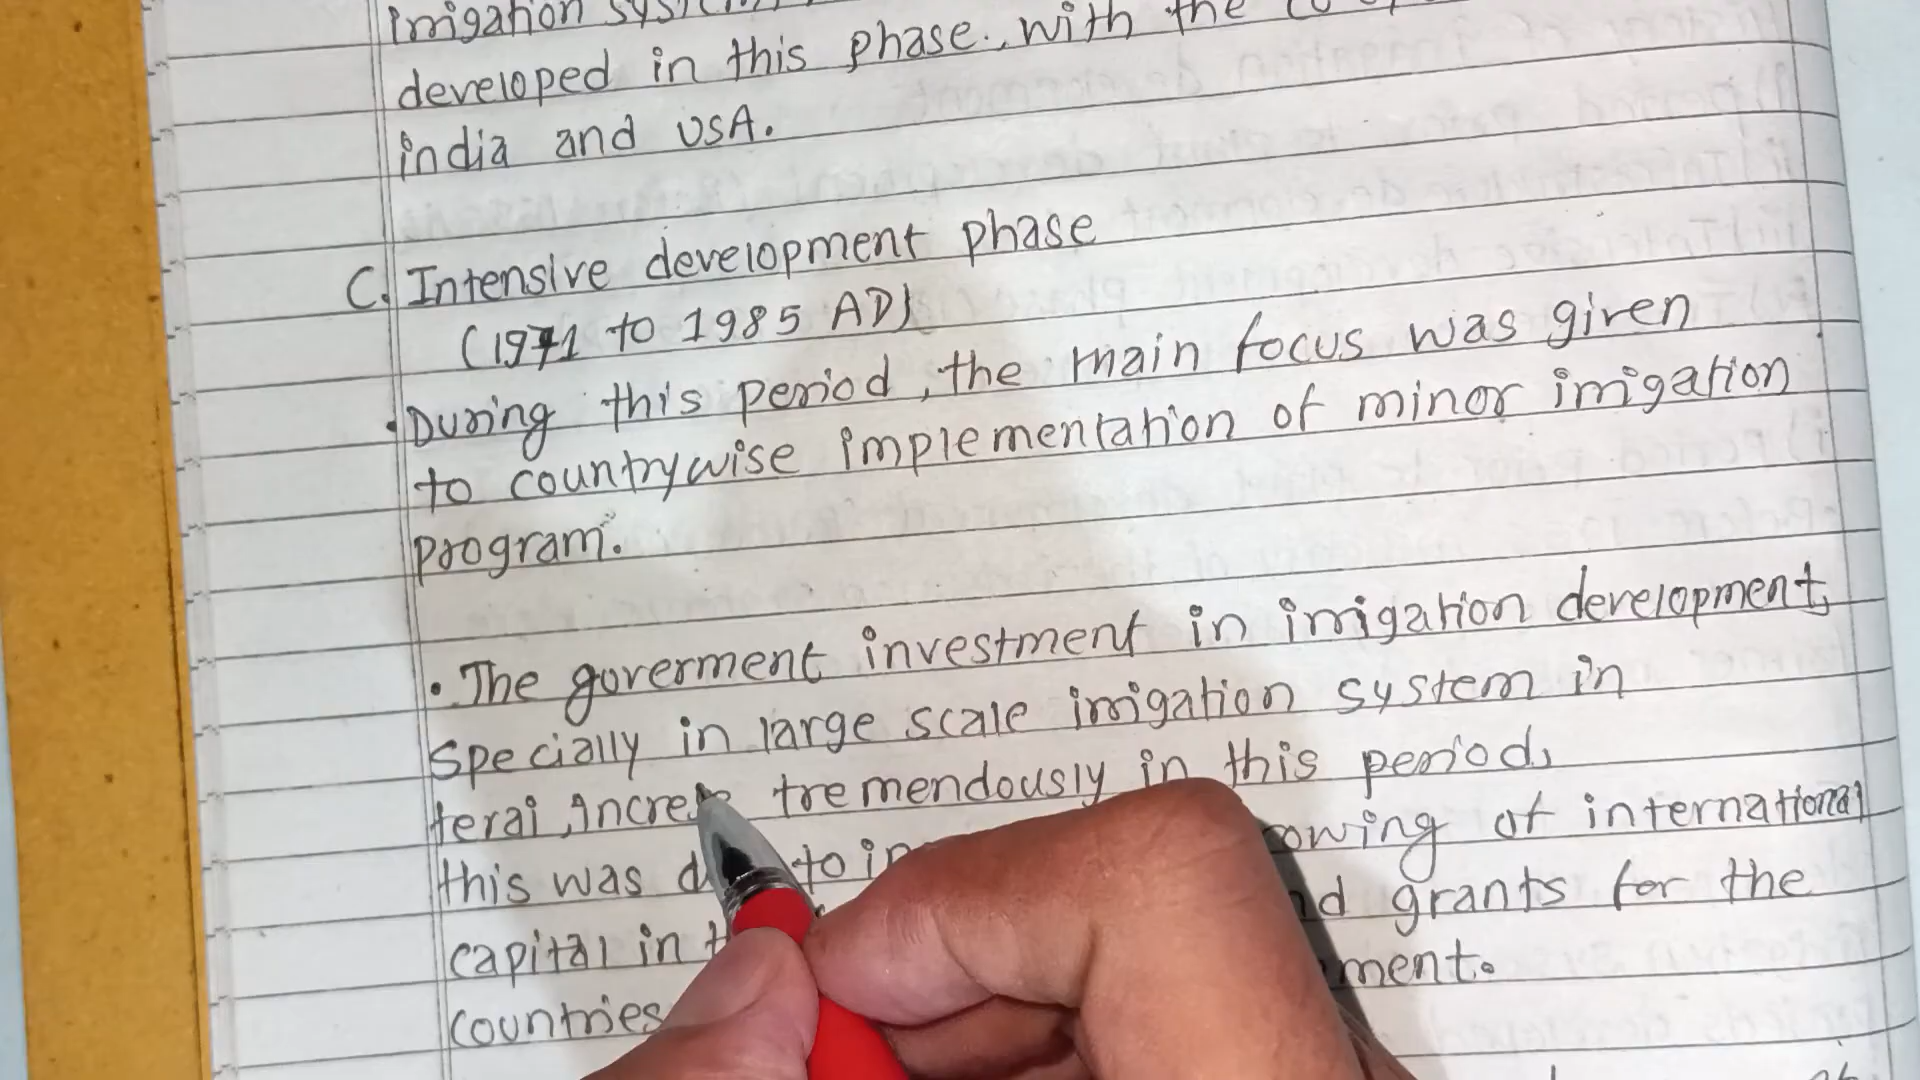 irrigation system
developed in this phase., with the
india and USA.
C. Intensive development phase
(1971 to 1985 AD)
• During this period, the main focus was given
to countrywise implementation of minor irrigation
program.
• The goverment investment in irrigation development,
specially in large scale irrigation system in
terai, tremendously in this period,
this was to of international
capital in grants for the
countries